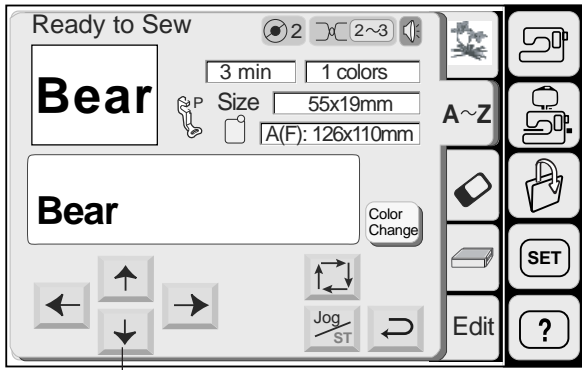 Ready to Sew
2
2~3
Bear
3 min
1 colors
P
Size
55x19mm
A(F): 126x110mm
A~Z
Bear
Color
Change
SET
Jog
ST
Edit
?